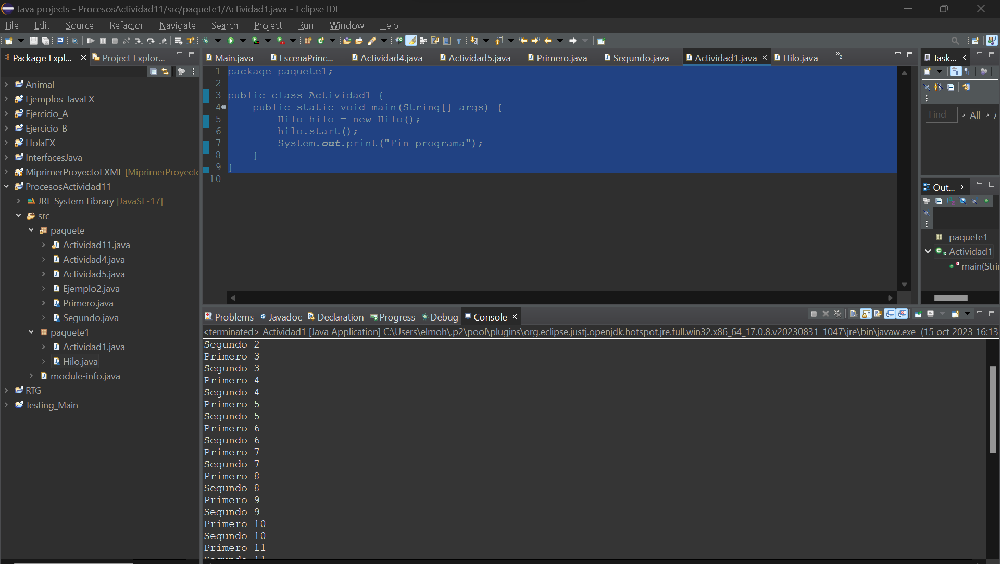 Java projects - ProcesosActividad11/src/paquete1/Actividad1.java - Eclipse IDE
File Edit Source Refactor Navigate Search Project Run Window Help
Package Expl... Project Explor...
Animal
Ejemplos_JavaFX
Ejercicio_A
Ejercicio_B
HolaFX
InterfacesJava
MiprimerProyectoFXML [MiprimerProyecto
ProcesosActividad11
JRE System Library [JavaSE-17]
src
paquete
Actividad11.java
Actividad4.java
Actividad5.java
Ejemplo2.java
Primero.java
Segundo.java
paquete1
Actividad1.java
Hilo.java
module-info.java
RTG
Testing_Main
Main.java EscenaPrinc... Actividad4.java Actividad5.java Primero.java Segundo.java Actividad1.java Hilo.java »2
1 package paquete1;
2
3 public class Actividad1 {
4 public static void main(String[] args) {
5 Hilo hilo = new Hilo();
6 hilo.start();
7 System.out.print("Fin programa");
8 }
9 }
10
Task...
Find All
Out...
paquete1
Actividad1
main(Strin
Problems Javadoc Declaration Progress Debug Console
<terminated> Actividad1 [Java Application] C:\Users\elmoh\.p2\pool\plugins\org.eclipse.justj.openjdk.hotspot.jre.full.win32.x86_64_17.0.8.v20230831-1047\jre\bin\javaw.exe (15 oct 2023 16:13:
Segundo 2
Primero 3
Segundo 3
Primero 4
Segundo 4
Primero 5
Segundo 5
Primero 6
Segundo 6
Primero 7
Segundo 7
Primero 8
Segundo 8
Primero 9
Segundo 9
Primero 10
Segundo 10
Primero 11
Segundo 11